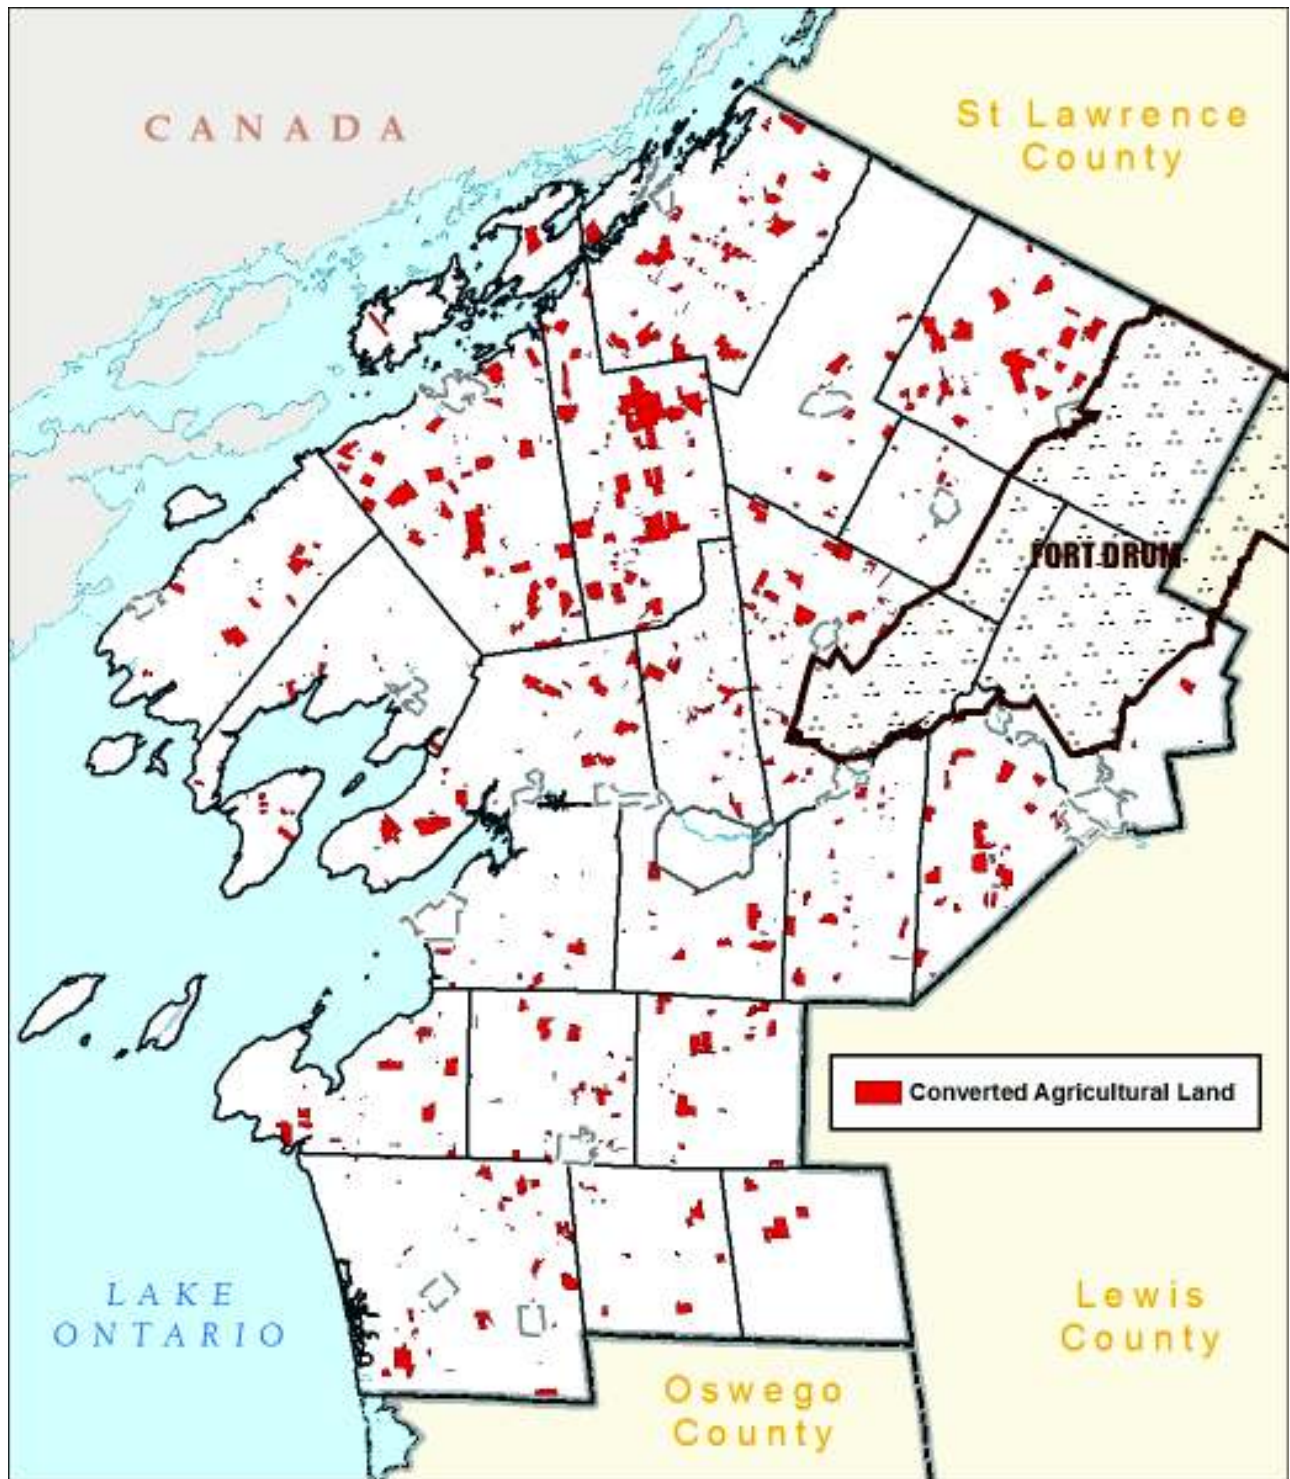 CANADA
St Lawrence
County
FORT DRUM
Converted Agricultural Land
LAKE
ONTARIO
Lewis
County
Oswego
County